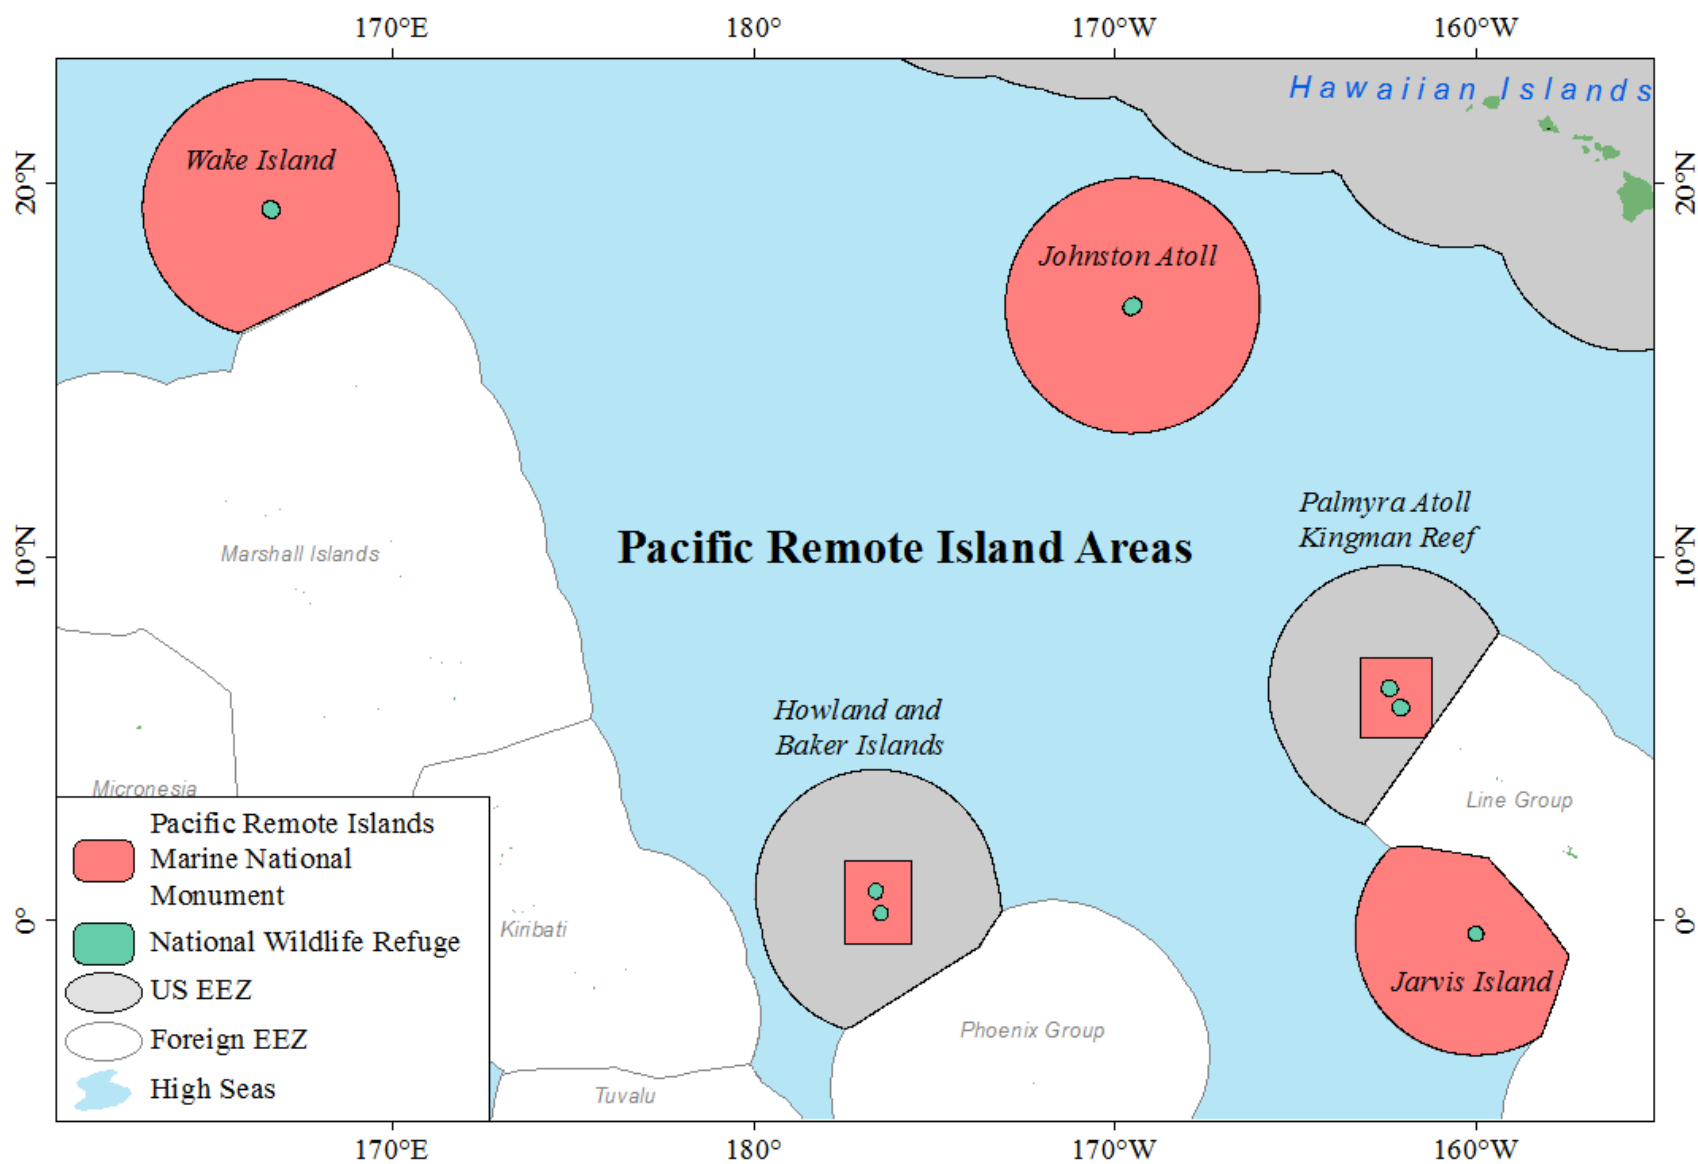 170°E
180°
170°W
160°W
Hawaiian Islands
Wake Island
20°N
20°N
Johnston Atoll
Palmyra Atoll
Kingman Reef
Pacific Remote Island Areas
Marshall Islands
10°N
10°N
Howland and
Baker Islands
Micronesia
Line Group
Pacific Remote Islands
Marine National
Monument
National Wildlife Refuge
US EEZ
Foreign EEZ
High Seas
Kiribati
0°
0°
Jarvis Island
Phoenix Group
Tuvalu
170°E
180°
170°W
160°W